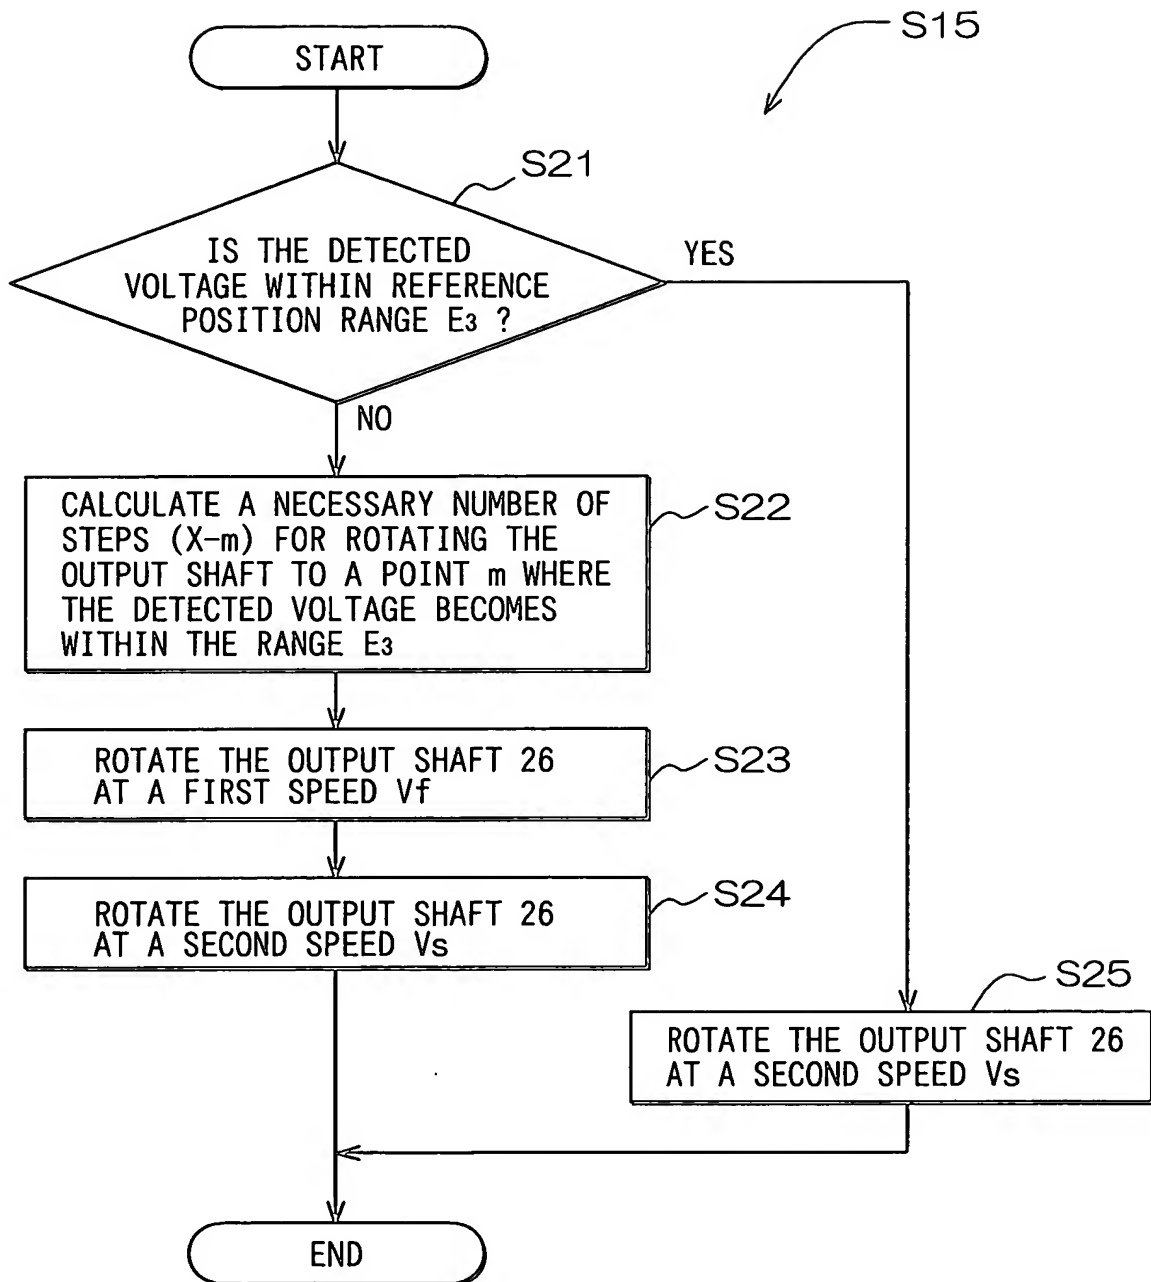 S15
START
S21
IS THE DETECTED
VOLTAGE WITHIN REFERENCE
POSITION RANGE E3 ?
YES
NO
CALCULATE A NECESSARY NUMBER OF
STEPS (X-m) FOR ROTATING THE
OUTPUT SHAFT TO A POINT m WHERE
THE DETECTED VOLTAGE BECOMES
WITHIN THE RANGE E3
S22
ROTATE THE OUTPUT SHAFT 26
AT A FIRST SPEED Vf
S23
ROTATE THE OUTPUT SHAFT 26
AT A SECOND SPEED Vs
S24
S25
ROTATE THE OUTPUT SHAFT 26
AT A SECOND SPEED Vs
END